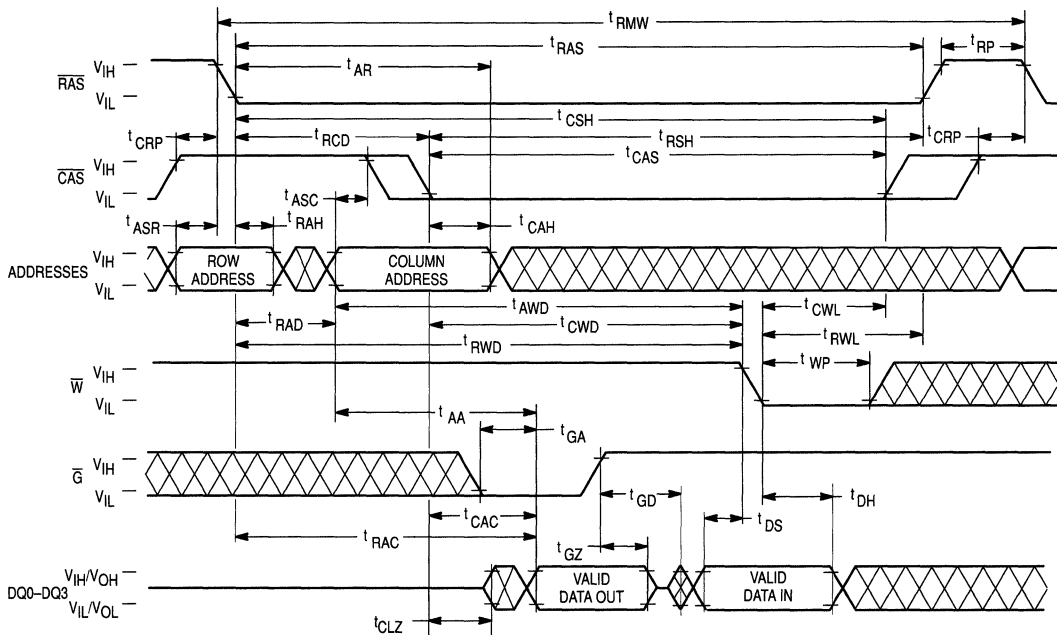 tRMW
tRAS
tRP
tAR
RAS VIH
VIL
tCSH
tCRP
tRCD
tRSH
tCRP
tCAS
CAS VIH
VIL
tASC
tASR
tRAH
tCAH
ADDRESSES VIH
VIL
ROW
ADDRESS
COLUMN
ADDRESS
tAWD
tCWL
tRAD
tCWD
tRWL
tRWD
tWP
W VIH
VIL
tAA
tGA
G VIH
VIL
tGD
tDH
tCAC
tDS
tRAC
tGZ
DQ0–DQ3 VIH/VOH
VIL/VOL
VALID
DATA OUT
VALID
DATA IN
tCLZ